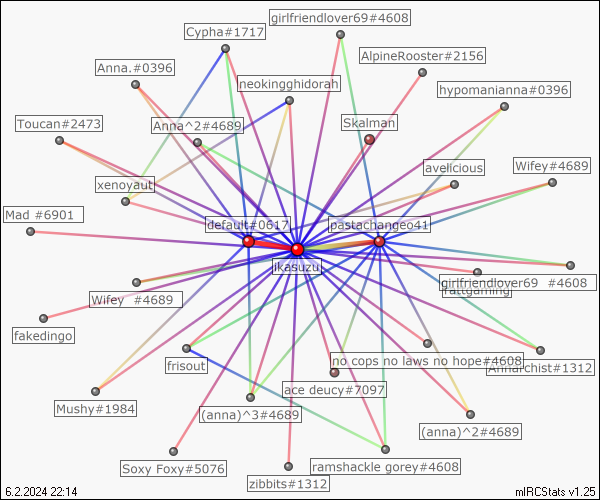 girlfriendlover69#4608
Cypha#1717
AlpineRooster#2156
Anna.#0396
neokingghidorah
hypomanianna#0396
Toucan#2473
Anna^2#4689
Skalman
avelicious
Wifey#4689
xenoyaut
Mad #6901
default#0617
pastachangeo41
ikasuzu
Wifey #4689
girlfriendlover69 #4608
fakedingo
frisout
no cops no laws no hope#4608
Annarchist#1312
ace deucy#7097
Mushy#1984
(anna)^3#4689
(anna)^2#4689
Soxy Foxy#5076
ramshackle gorey#4608
zibbits#1312
6.2.2024 22:14
mIRCStats v1.25